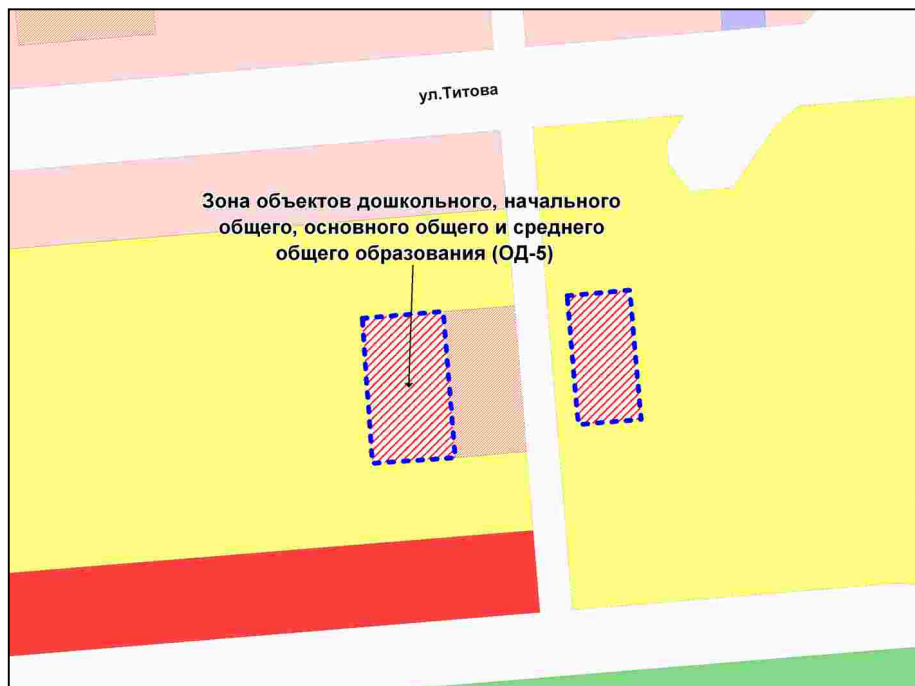 ул.Титова
Зона объектов дошкольного, начального
общего, основного общего и среднего
общего образования (ОД-5)